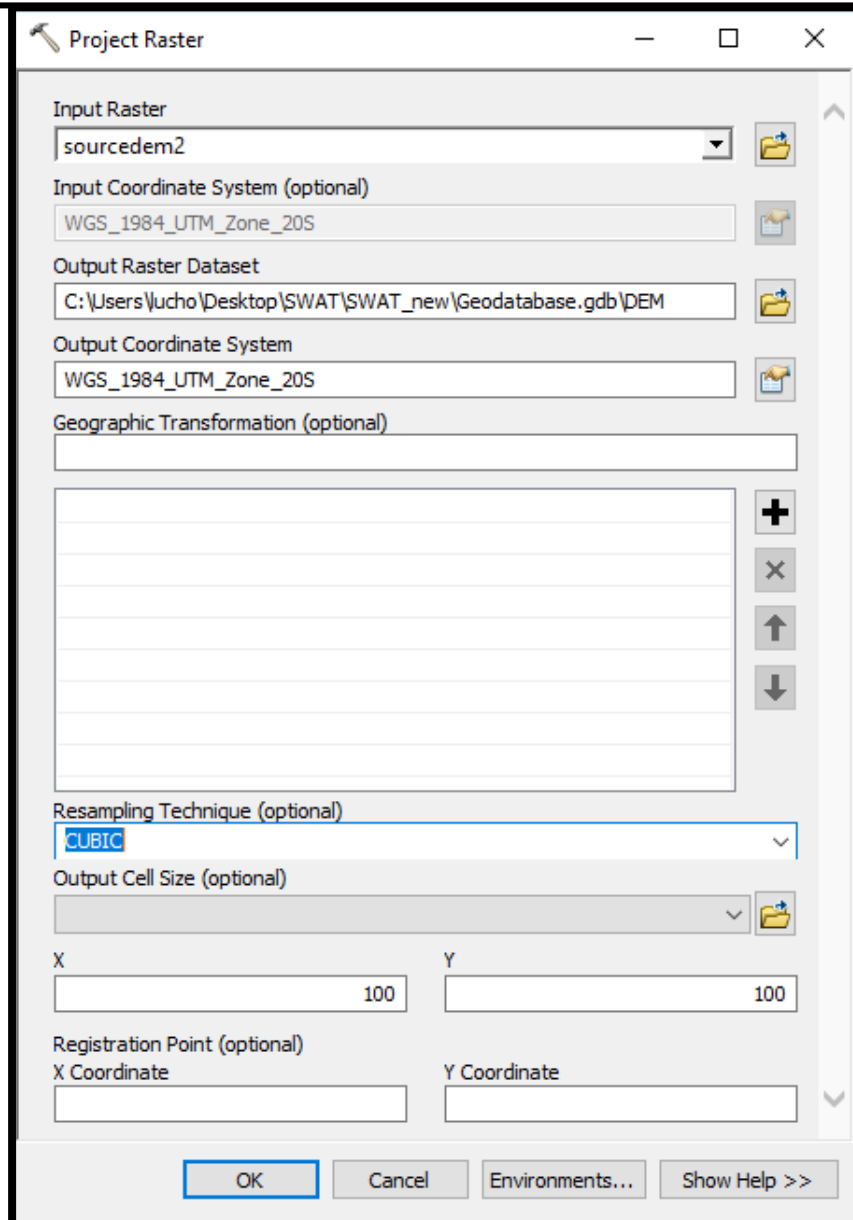 Project Raster
Input Raster
sourcedem2
Input Coordinate System (optional)
WGS_1984_UTM_Zone_20S
Output Raster Dataset
C:\Users\lucho\Desktop\SWAT\SWAT_new\Geodatabase.gdb\DEM
Output Coordinate System
WGS_1984_UTM_Zone_20S
Geographic Transformation (optional)
Resampling Technique (optional)
CUBIC
Output Cell Size (optional)
X Y
100 100
Registration Point (optional)
X Coordinate Y Coordinate
OK Cancel Environments... Show Help >>